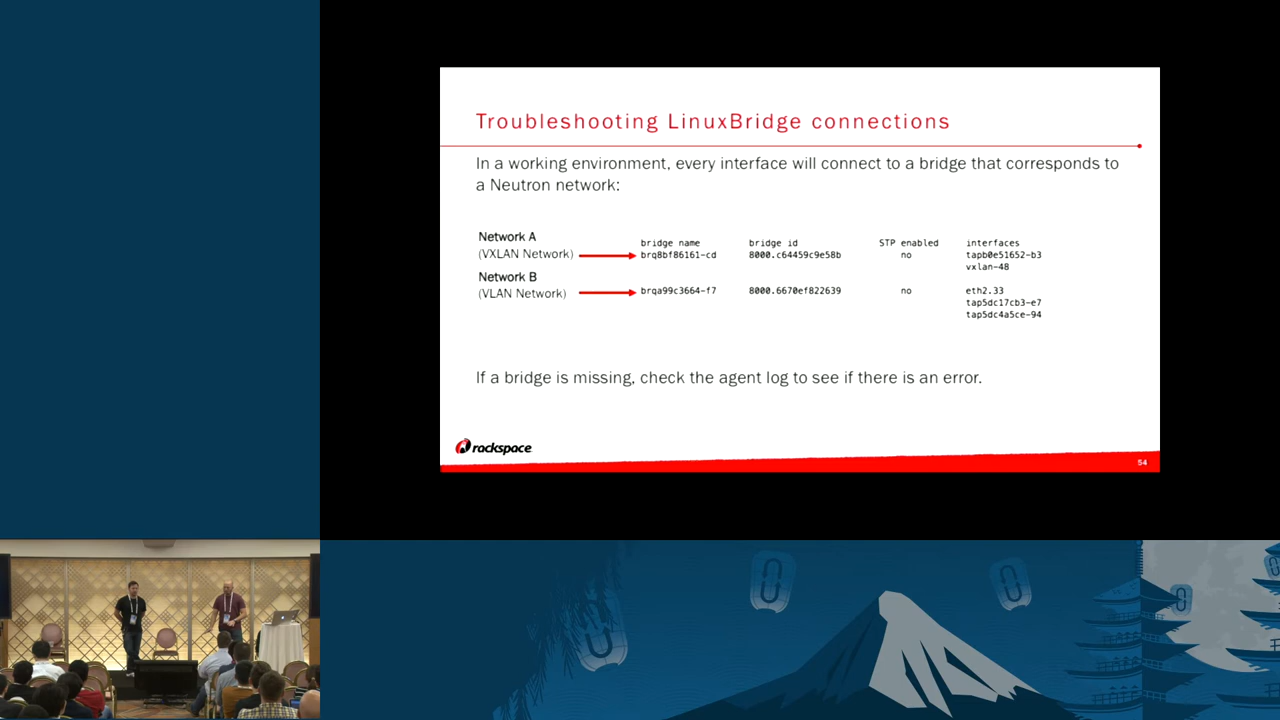 Troubleshooting LinuxBridge connections
In a working environment, every interface will connect to a bridge that corresponds to
a Neutron network:
Network A
(VXLAN Network)
Network B
(VLAN Network)
bridge name bridge id STP enabled interfaces
brq8bf86161-cd 8000.c64459c9e58b no tapb0e51652-b3
vxlan-48
brqa99c3664-f7 8000.6670ef822639 no eth2.33
tap5dc17cb3-e7
tap5dc4a5ce-94
If a bridge is missing, check the agent log to see if there is an error.
rackspace
54